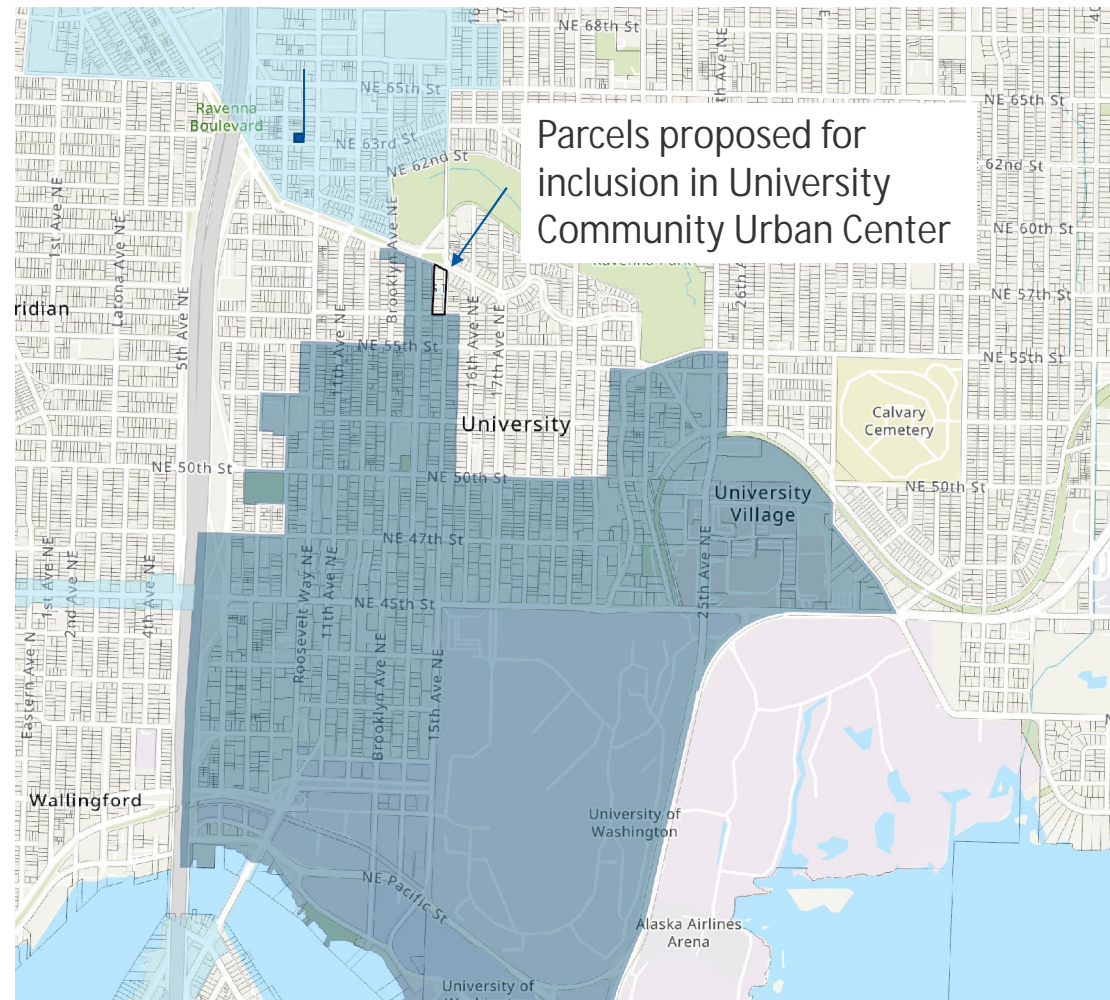 NE 68th St
NE 65th St
Ravenna
Boulevard
NE 63rd St
NE 62nd St
Parcels proposed for
inclusion in University
Community Urban Center
NE 65th St
62nd St
NE 60th St
1st Ave NE
Latona Ave NE
5th Ave NE
Brooklyn Ave NE
NE 57th St
ridian
11th Ave NE
NE 55th St
16th Ave NE
17th Ave NE
NE 55th St
University
Calvary
Cemetery
NE 50th St
NE 50th St
University
Village
NE 50th St
NE 47th St
1st Ave NE
2nd Ave NE
4th Ave NE
Roosevelt Way NE
11th Ave NE
NE 45th St
25th Ave NE
Eastern Ave N
Brooklyn Ave NE
15th Ave NE
Wallingford
University of
Washington
NE Pacific St
Alaska Airlines
Arena
University of